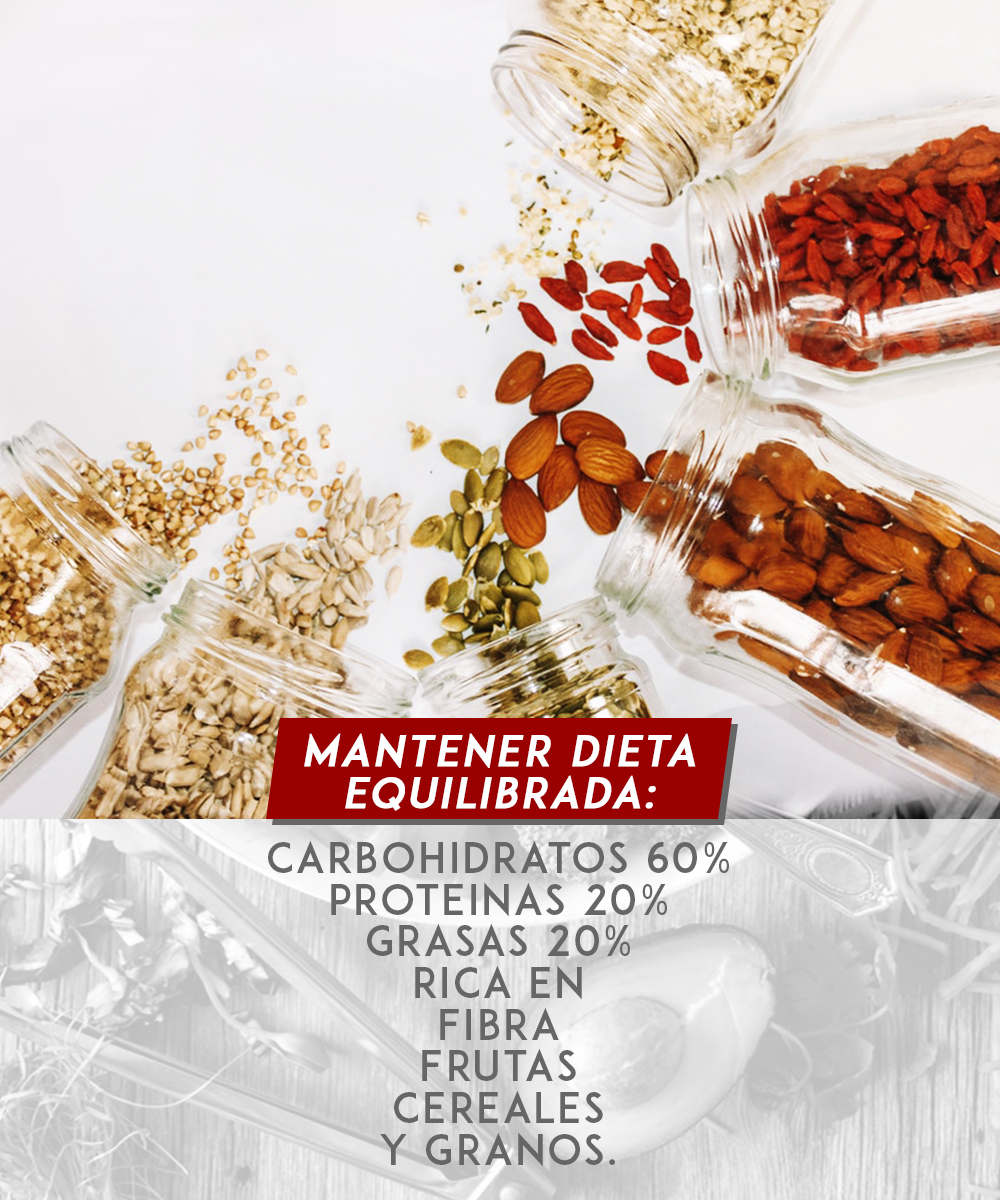 MANTENER DIETA
EQUILIBRADA:
CARBOHIDRATOS 60%
PROTEINAS 20%
GRASAS 20%
RICA EN
FIBRA
FRUTAS
CEREALES
Y GRANOS.